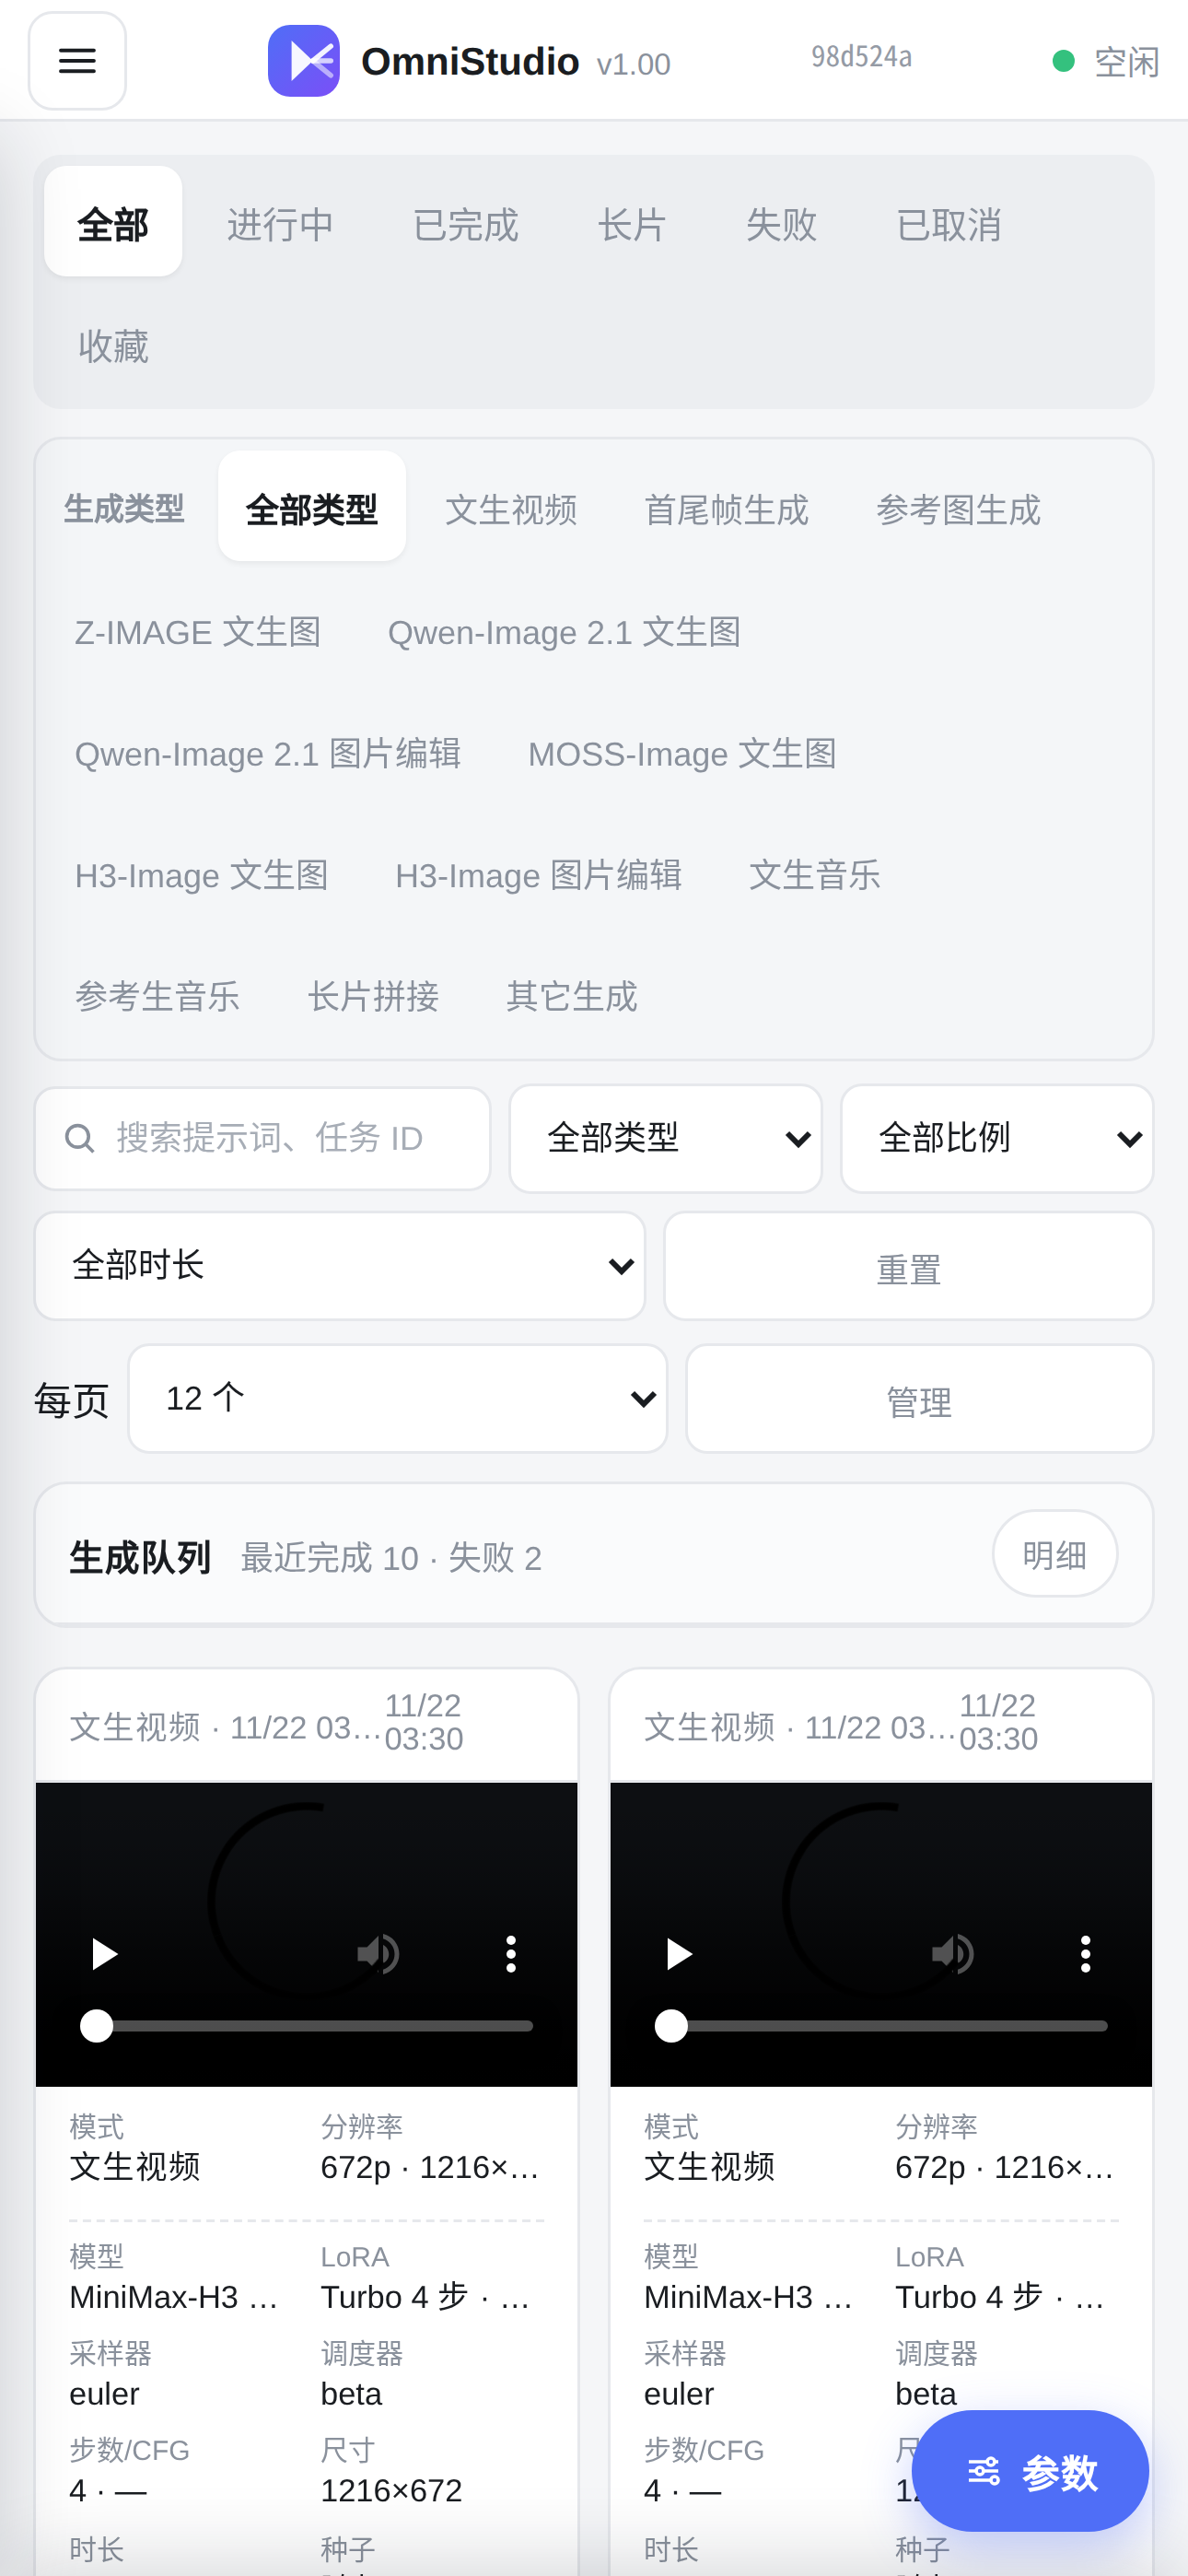 OmniStudio v1.00 98d524a 空闲
全部 进行中 已完成 长片 失败 已取消
收藏
生成类型 全部类型 文生视频 首尾帧生成 参考图生成
Z-IMAGE 文生图 Qwen-Image 2.1 文生图
Qwen-Image 2.1 图片编辑 MOSS-Image 文生图
H3-Image 文生图 H3-Image 图片编辑 文生音乐
参考生音乐 长片拼接 其它生成
搜索提示词、任务 ID 全部类型 全部比例
全部时长 重置
每页 12 个 管理
生成队列 最近完成 10 · 失败 2 明细
文生视频 · 11/22 03… 11/22 03:30
文生视频 · 11/22 03… 11/22 03:30
模式 分辨率 模式 分辨率
文生视频 672p · 1216×… 文生视频 672p · 1216×…
模型 LoRA 模型 LoRA
MiniMax-H3 … Turbo 4 步 · … MiniMax-H3 … Turbo 4 步 · …
采样器 调度器 采样器 调度器
euler beta euler beta
步数/CFG 尺寸 步数/CFG
4 · — 1216×672 4 · —
参数
时长 种子 时长 种子